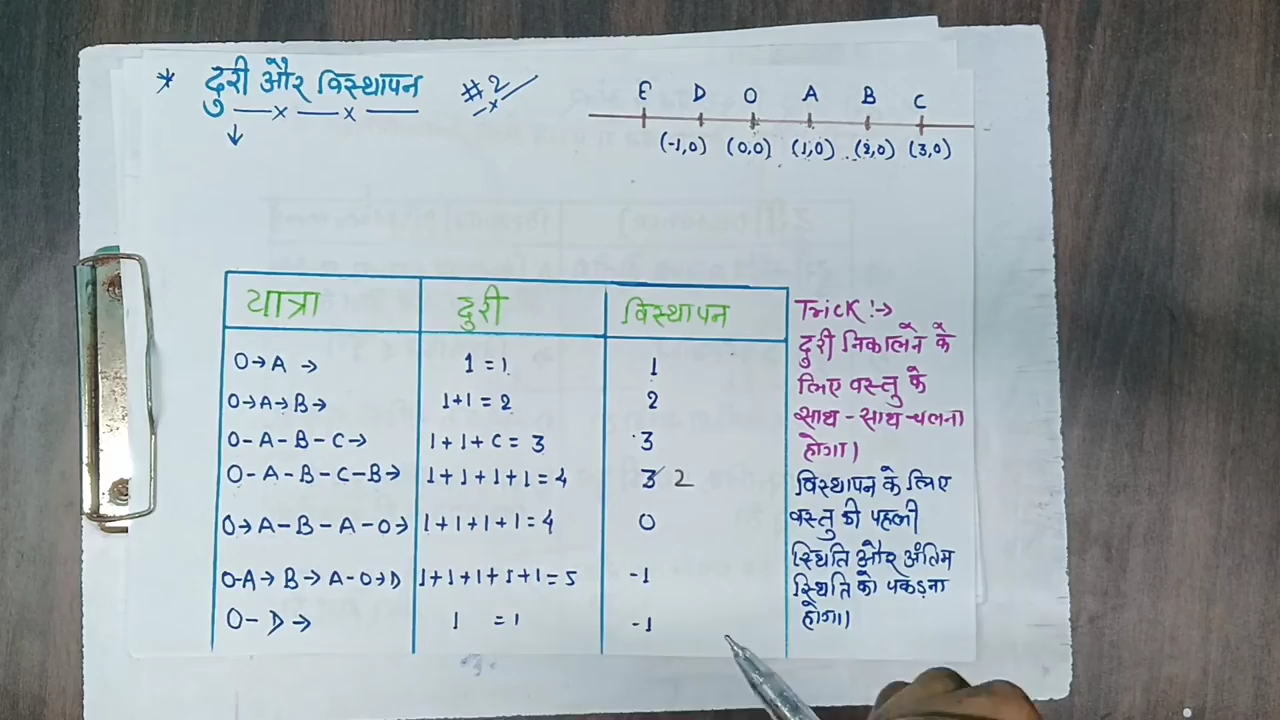 * दुरी और विस्थापन #2
E D O A B C
(-1,0) (0,0) (1,0) (2,0) (3,0)
यात्रा दुरी विस्थापन
O→A → 1 = 1 1
O→A→B→ 1+1 = 2 2
O-A-B-C→ 1+1+C = 3 3
O-A-B-C-B→ 1+1+1+1=4 3 2
O→A-B-A-O→ 1+1+1+1=4 0
O-A→B→A-O→D 1+1+1+1+1=5 -1
O-D→ 1 =1 -1
Trick :→
दुरी निकालने के
लिए वस्तु के
साथ-साथ-चलना
होगा।
विस्थापन के लिए
वस्तु की पहली
स्थिति और अंतिम
स्थिति को पकड़ना
होगा।